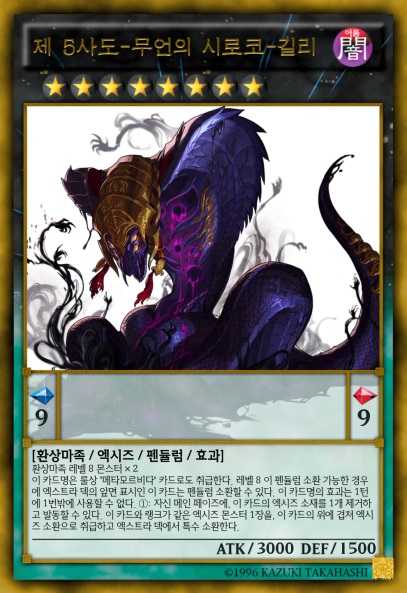 제 5사도-무언의 시로코-길리
어둠
闇
9
9
[환상마족 / 엑시즈 / 펜듈럼 / 효과]
환상마족 레벨 8 몬스터 × 2
이 카드명은 룰상 "메타모르비다" 카드로도 취급한다. 레벨 8 이 펜듈럼 소환 가능한 경우
에 엑스트라 덱의 앞면 표시인 이 카드는 펜듈럼 소환할 수 있다. 이 카드명의 효과는 1턴
에 1번밖에 사용할 수 없다. ①: 자신 메인 페이즈에, 이 카드의 엑시즈 소재를 1개 제거하
고 발동할 수 있다. 이 카드와 랭크가 같은 엑시즈 몬스터 1장을, 이 카드의 위에 겹쳐 엑시
즈 소환으로 취급하고 엑스트라 덱에서 특수 소환한다.
ATK / 3000 DEF / 1500
©1996 KAZUKI TAKAHASHI